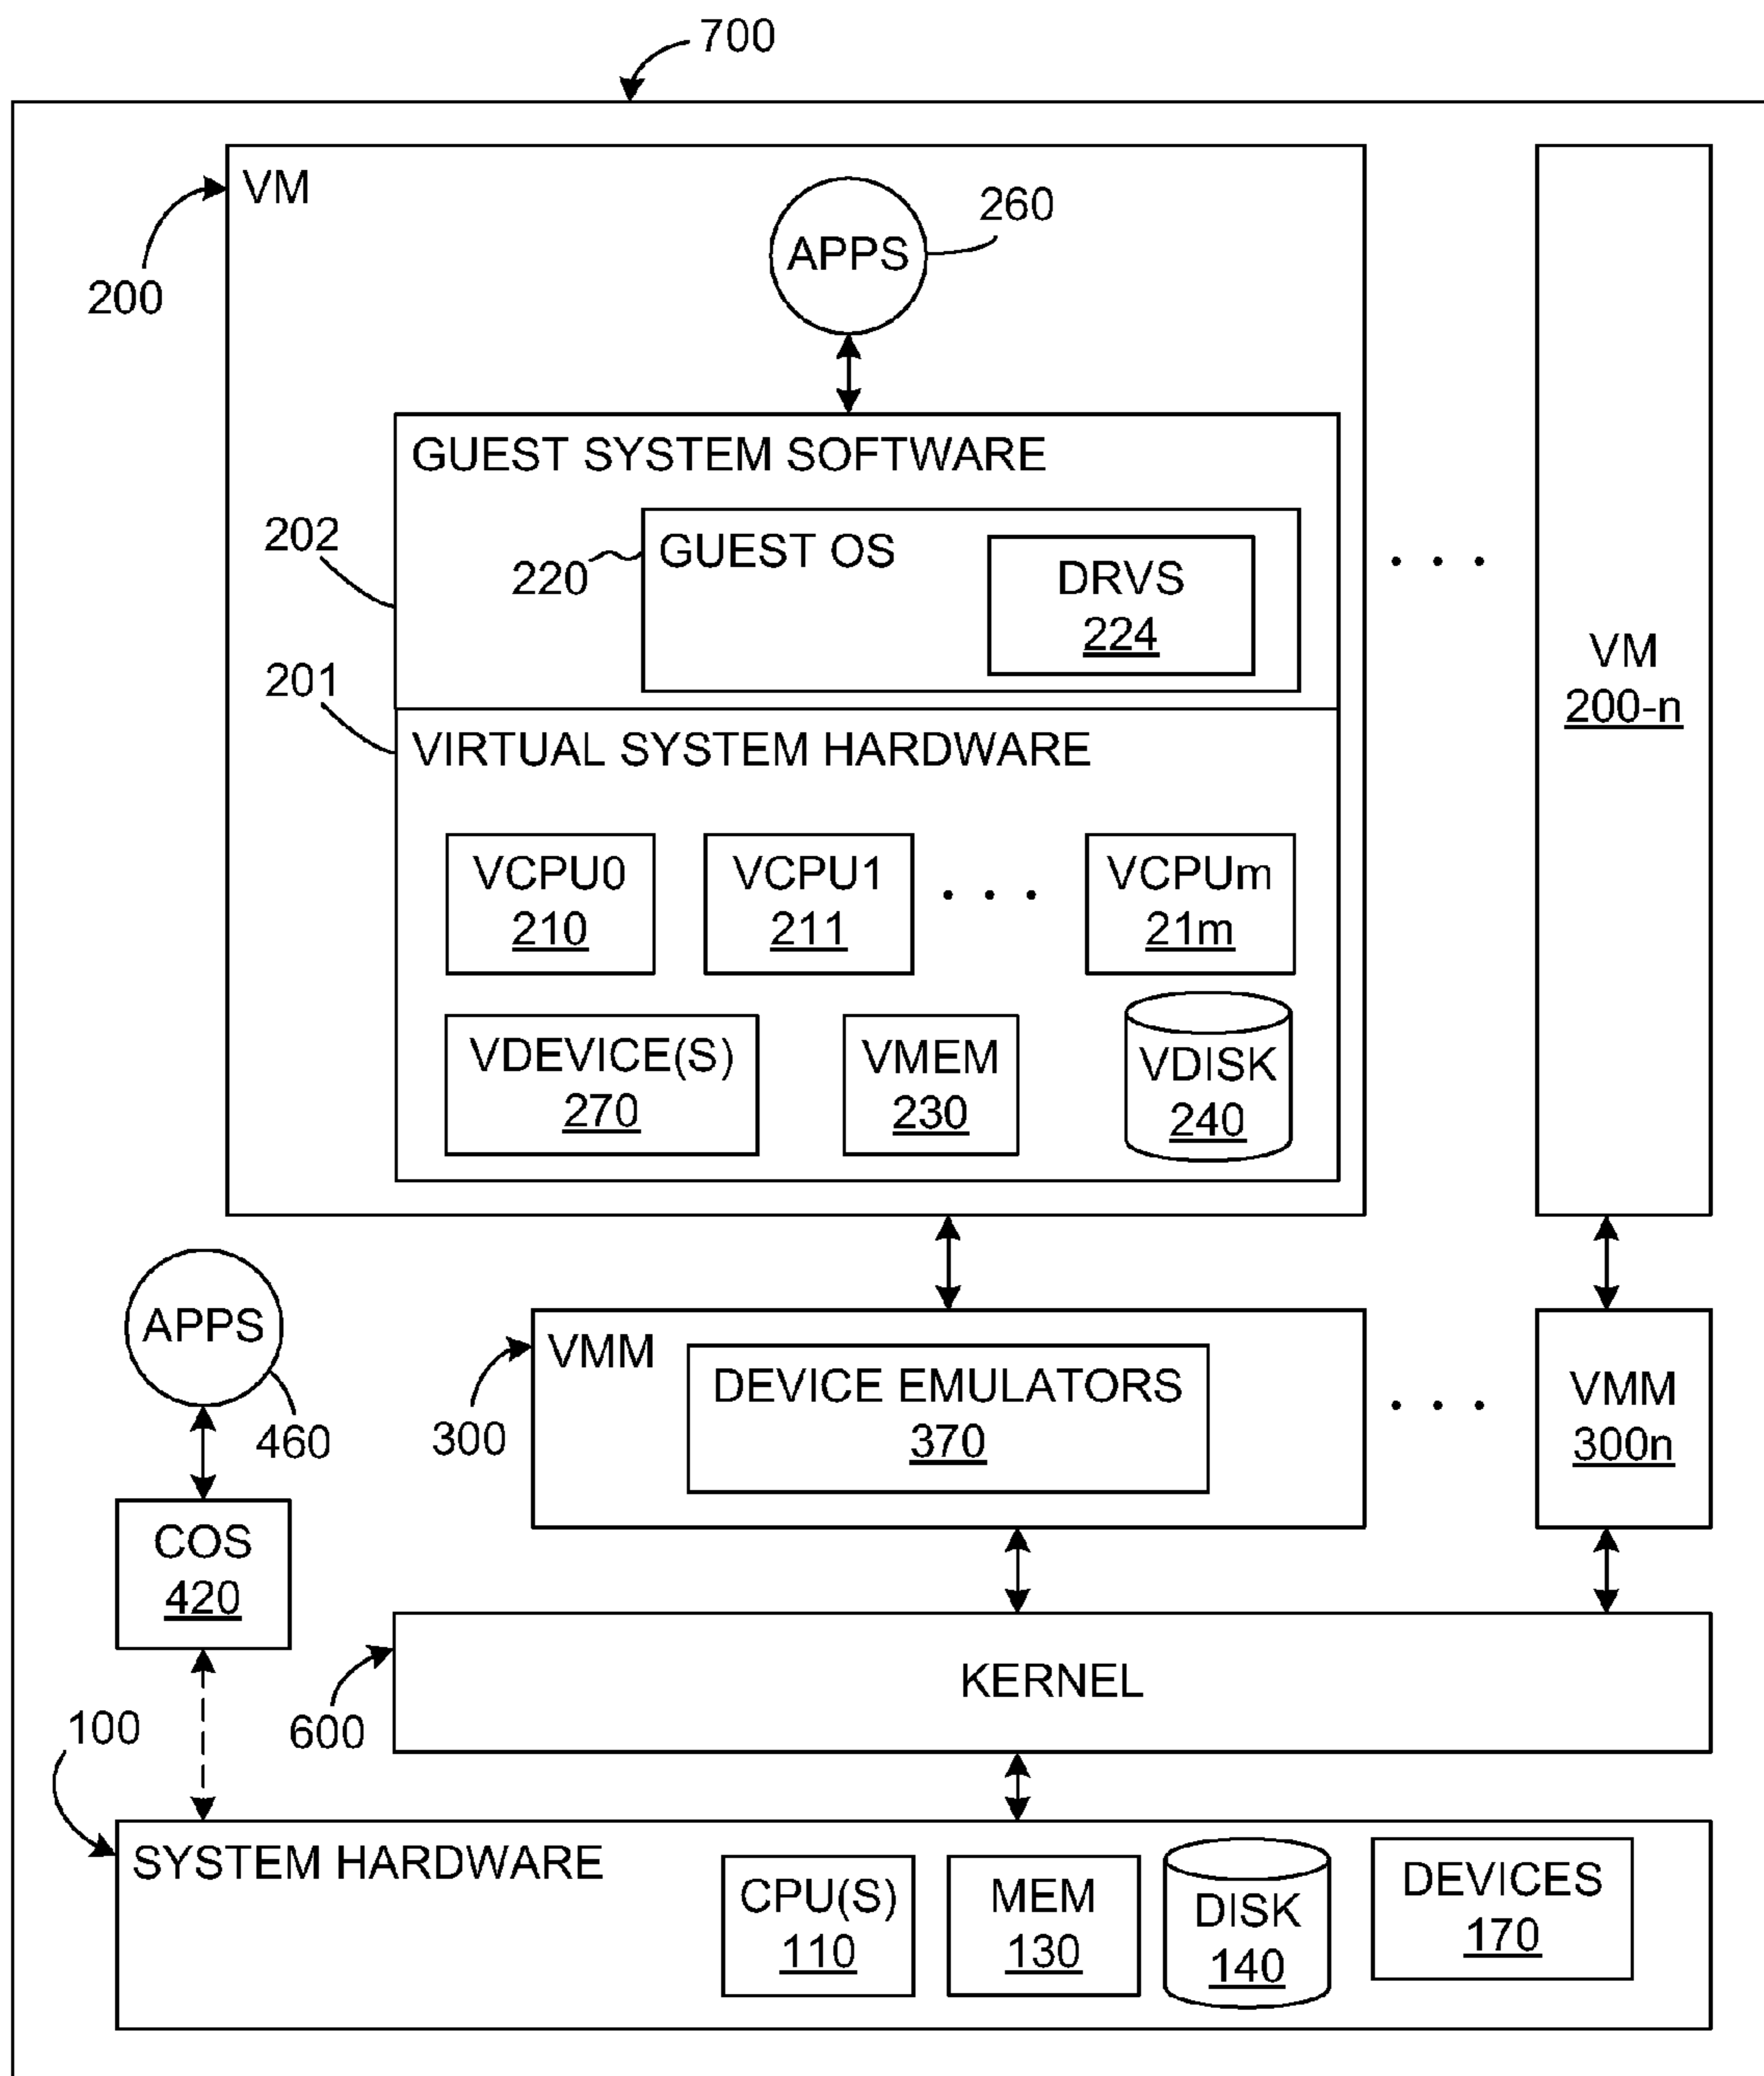 700
VM
200
APPS
260
GUEST SYSTEM SOFTWARE
202
220
GUEST OS
DRVS
224
. . .
VM
200-n
201
VIRTUAL SYSTEM HARDWARE
VCPU0
210
VCPU1
211
. . .
VCPUm
21m
VDEVICE(S)
270
VMEM
230
VDISK
240
APPS
460
300
VMM
DEVICE EMULATORS
370
. . .
VMM
300n
COS
420
600
KERNEL
100
SYSTEM HARDWARE
CPU(S)
110
MEM
130
DISK
140
DEVICES
170